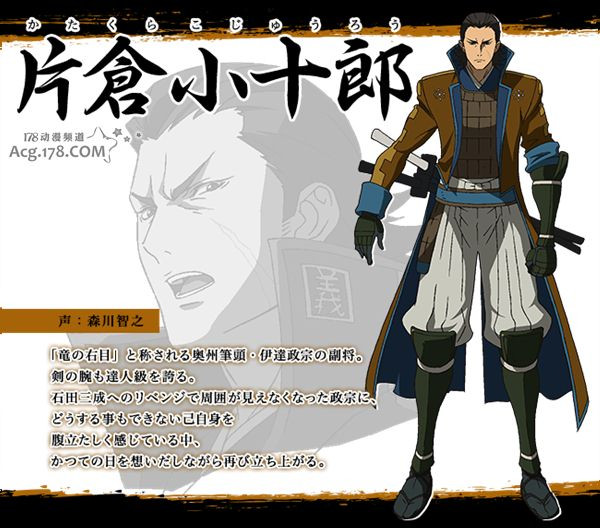 かたくらこじゅうろう
片倉小十郎
178动漫频道
Acg.178.COM
義
声：森川智之
「竜の右目」と称される奥州筆頭・伊達政宗の副将。
剣の腕も達人級を誇る。
石田三成へのリベンジで周囲が見えなくなった政宗に、
どうする事もできない己自身を
腹立たしく感じている中、
かつての日を想いだしながら再び立ち上がる。